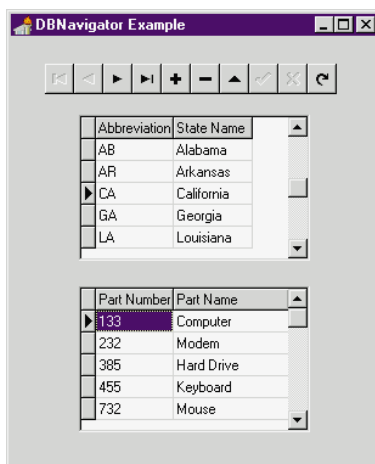 DBNavigator Example
Abbreviation State Name
AB Alabama
AR Arkansas
CA California
GA Georgia
LA Louisiana
Part Number Part Name
133 Computer
232 Modem
385 Hard Drive
455 Keyboard
732 Mouse